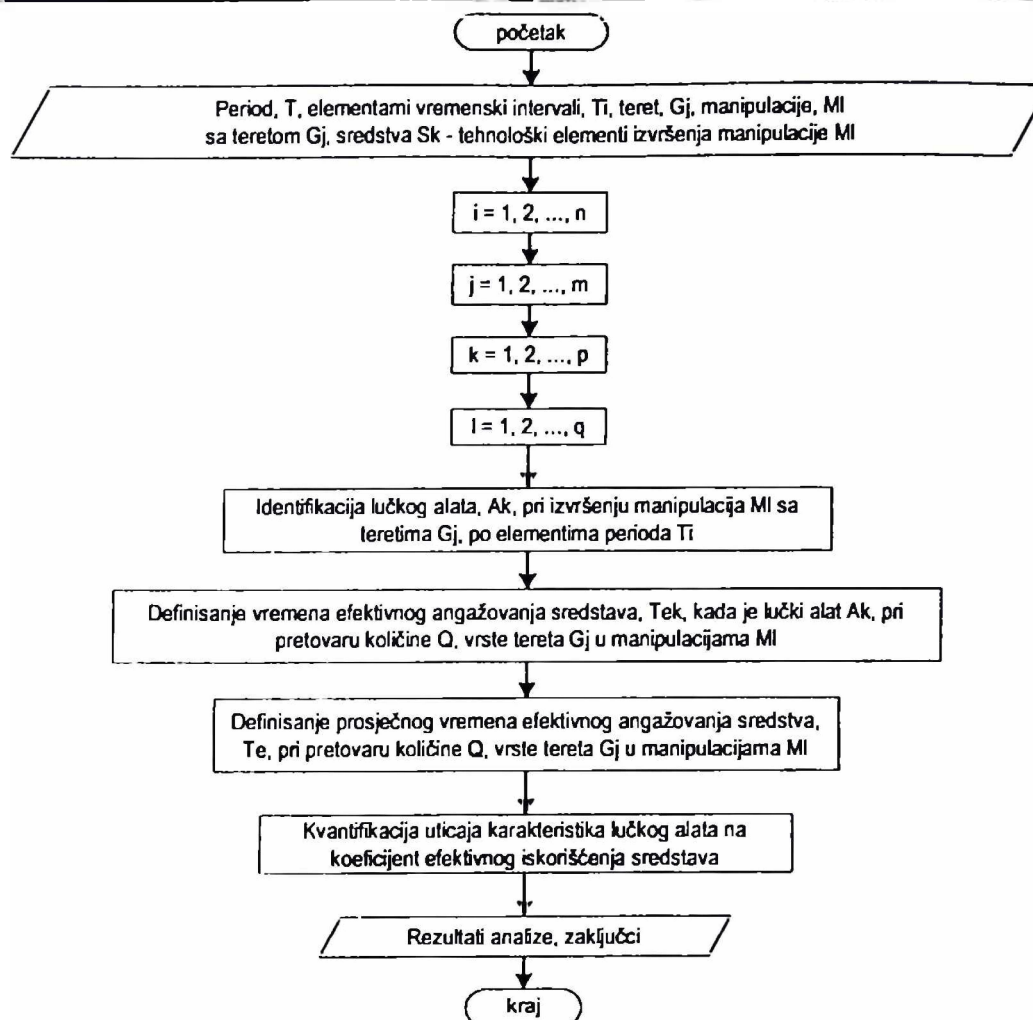 početak
Period, T, elementami vremenski intervali, Ti, teret, Gj, manipulacije, Ml
sa teretom Gj, sredstva Sk - tehnološki elementi izvršenja manipulacije Ml
i = 1, 2, ..., n
j = 1, 2, ..., m
k = 1, 2, ..., p
l = 1, 2, ..., q
Identifikacija lučkog alata, Ak, pri izvršenju manipulacija Ml sa
teretima Gj, po elementima perioda Ti
Definisanje vremena efektivnog angažovanja sredstava, Tek, kada je lučki alat Ak, pri
pretovaru količine Q, vrste tereta Gj u manipulacijama Ml
Definisanje prosječnog vremena efektivnog angažovanja sredstva,
Te, pri pretovaru količine Q, vrste tereta Gj u manipulacijama Ml
Kvantifikacija uticaja karakteristika lučkog alata na
koeficijent efektivnog iskorišćenja sredstava
Rezultati analize, zaključci
kraj